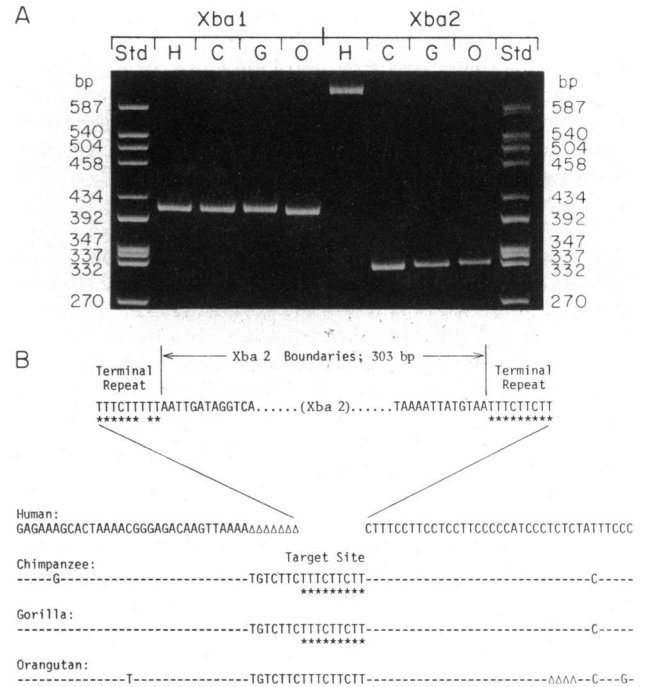 A
Xba1 Xba2
Std H C G O H C G O Std
bp bp
587 587
540 540
504 504
458 458
434 434
392 392
347 347
337 337
332 332
270 270
B
Xba 2 Boundaries; 303 bp
Terminal Terminal
Repeat Repeat
TTTCTTTTTAATTGATAGGTCA......(Xba 2)......TAAAATTATGTAATTTCTTCTT
****** ** *********
Human:
GAGAAAGCACTAAAACGGGAGACAAGTTAAAAΔΔΔΔΔΔΔ CTTTCCTTCCTCCTTCCCCCATCCCTCTCTATTTCCC
Target Site
Chimpanzee:
-----G-------------------------TGTCTTCTTTCTTCTT-----------------------------C-----
*********
Gorilla:
-------------------------------TGTCTTCTTTCTTCTT-----------------------------C-----
*********
Orangutan:
--------------T----------------TGTCTTCTTTCTTCTT-----------------------ΔΔΔΔ--C---G-